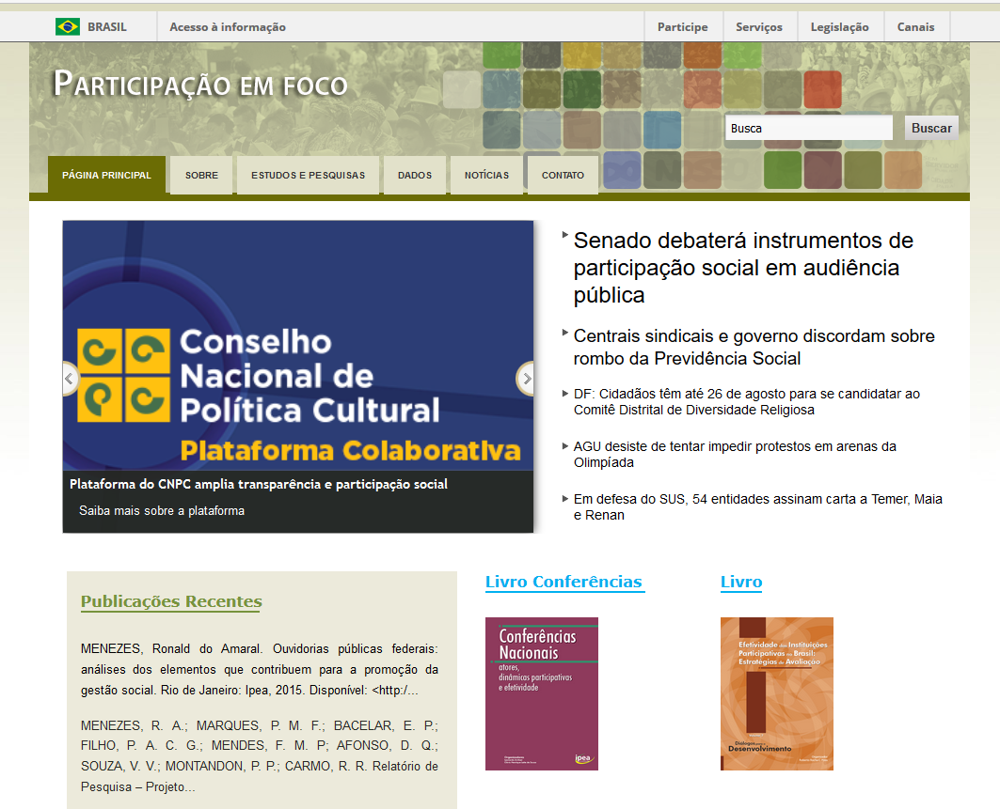 BRASIL
Acesso à informação
Participe
Serviços
Legislação
Canais
PARTICIPAÇÃO EM FOCO
Busca
Buscar
PÁGINA PRINCIPAL
SOBRE
ESTUDOS E PESQUISAS
DADOS
NOTÍCIAS
CONTATO
Conselho
Nacional de
Política Cultural
Plataforma Colaborativa
Plataforma do CNPC amplia transparência e participação social
Saiba mais sobre a plataforma
Senado debaterá instrumentos de
participação social em audiência
pública
Centrais sindicais e governo discordam sobre
rombo da Previdência Social
DF: Cidadãos têm até 26 de agosto para se candidatar ao
Comitê Distrital de Diversidade Religiosa
AGU desiste de tentar impedir protestos em arenas da
Olimpíada
Em defesa do SUS, 54 entidades assinam carta a Temer, Maia
e Renan
Publicações Recentes
MENEZES, Ronald do Amaral. Ouvidorias públicas federais:
análises dos elementos que contribuem para a promoção da
gestão social. Rio de Janeiro: Ipea, 2015. Disponível: <http:/...
MENEZES, R. A.; MARQUES, P. M. F.; BACELAR, E. P.;
FILHO, P. A. C. G.; MENDES, F. M. P; AFONSO, D. Q.;
SOUZA, V. V.; MONTANDON, P. P.; CARMO, R. R. Relatório de
Pesquisa – Projeto...
Livro Conferências
Conferências
Nacionais
atores,
dinâmicas participativas
e efetividade
ipea
Livro
Efetividade das Instituições
Participativas no Brasil:
Estratégias de Avaliação
Diálogos para o
Desenvolvimento